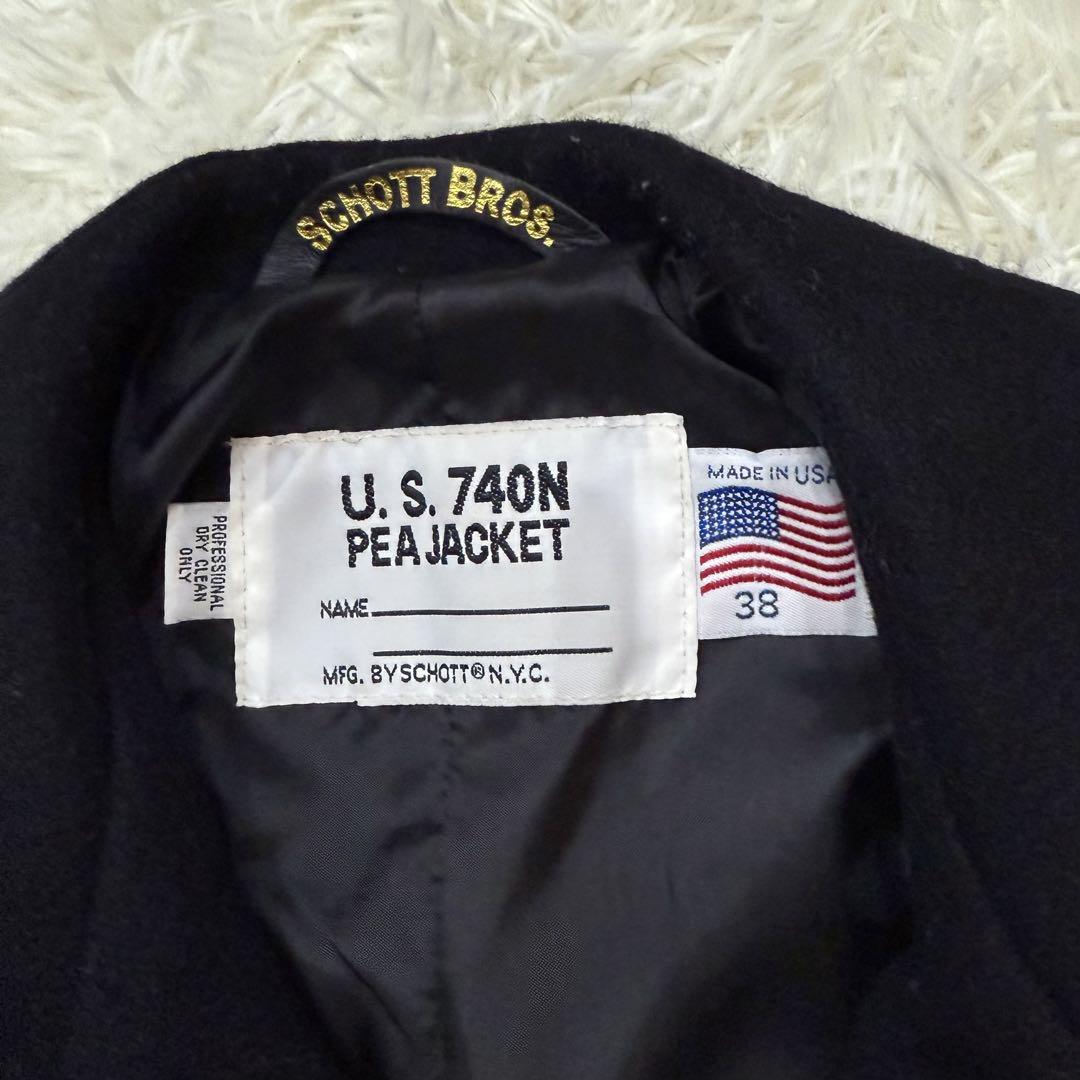 SCHOTT BROS.
U. S. 740N
PEA JACKET
NAME
MFG. BY SCHOTT® N.Y.C.
PROFESSIONAL
DRY CLEAN
ONLY
MADE IN USA
38